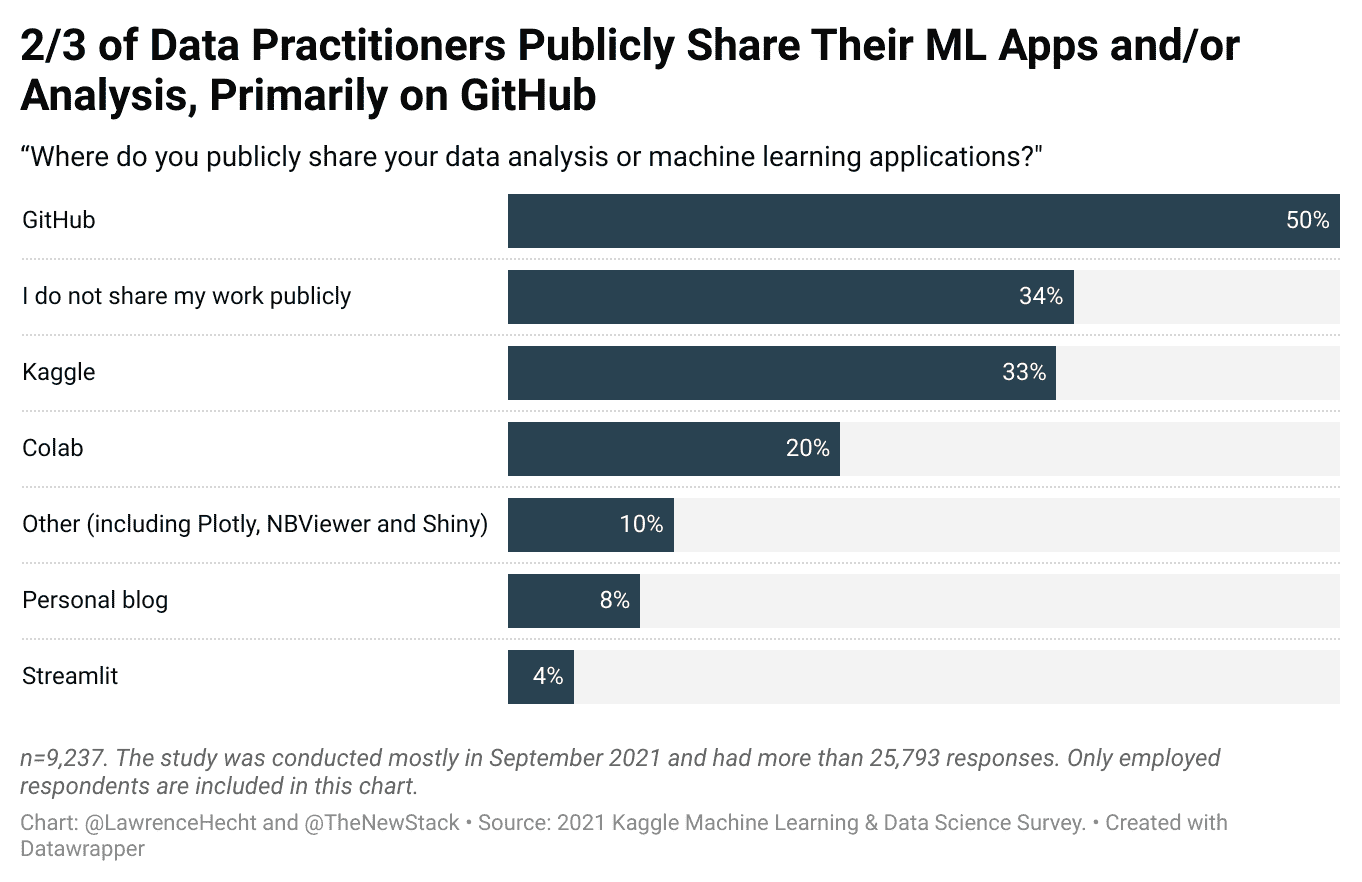 2/3 of Data Practitioners Publicly Share Their ML Apps and/or
Analysis, Primarily on GitHub
“Where do you publicly share your data analysis or machine learning applications?"
GitHub
50%
I do not share my work publicly
34%
Kaggle
33%
Colab
20%
Other (including Plotly, NBViewer and Shiny)
10%
Personal blog
8%
Streamlit
4%
n=9,237. The study was conducted mostly in September 2021 and had more than 25,793 responses. Only employed
respondents are included in this chart.
Chart: @LawrenceHecht and @TheNewStack • Source: 2021 Kaggle Machine Learning & Data Science Survey. • Created with
Datawrapper